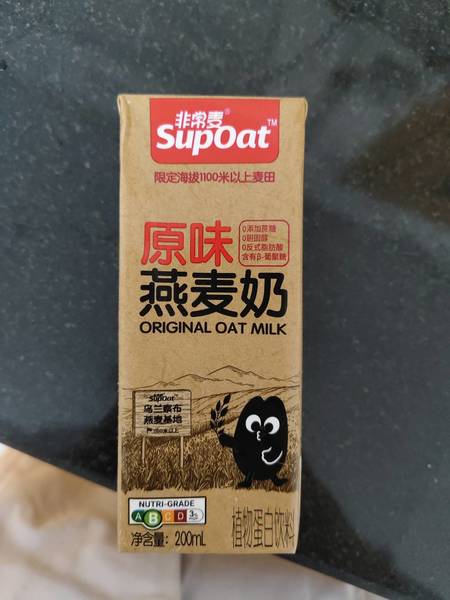 非常麦®
SupOat™
限定海拔1100米以上麦田
原味
0添加蔗糖
0胆固醇
0反式脂肪酸
含有β-葡聚糖
燕麦奶
ORIGINAL OAT MILK
SupOat
乌兰察布
燕麦基地
NUTRI-GRADE
A B C D
净含量: 200mL
植物蛋白饮料